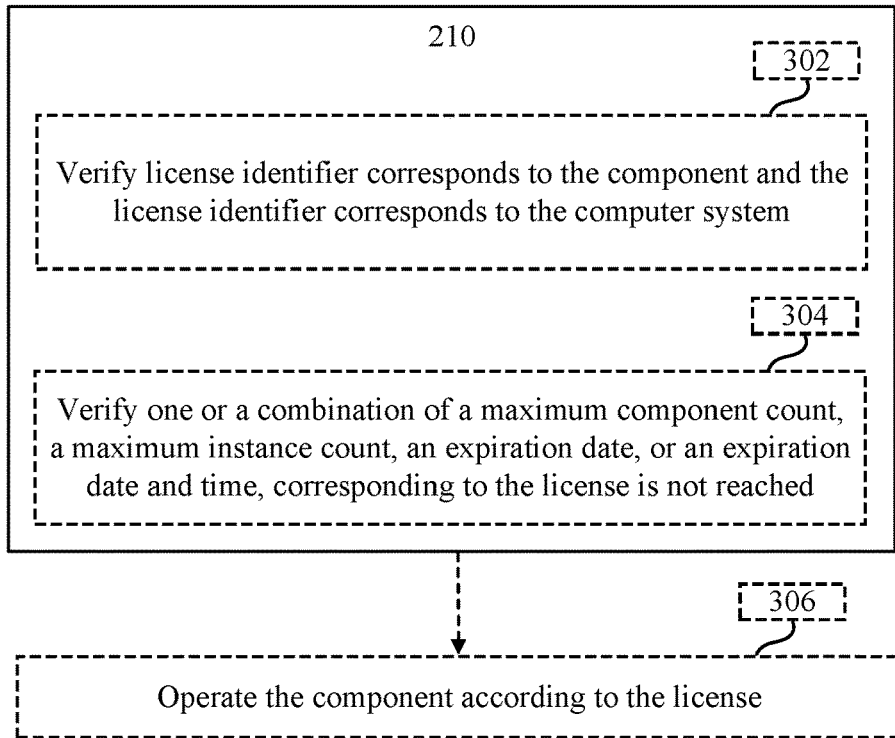 210
302
Verify license identifier corresponds to the component and the
license identifier corresponds to the computer system
304
Verify one or a combination of a maximum component count,
a maximum instance count, an expiration date, or an expiration
date and time, corresponding to the license is not reached
306
Operate the component according to the license